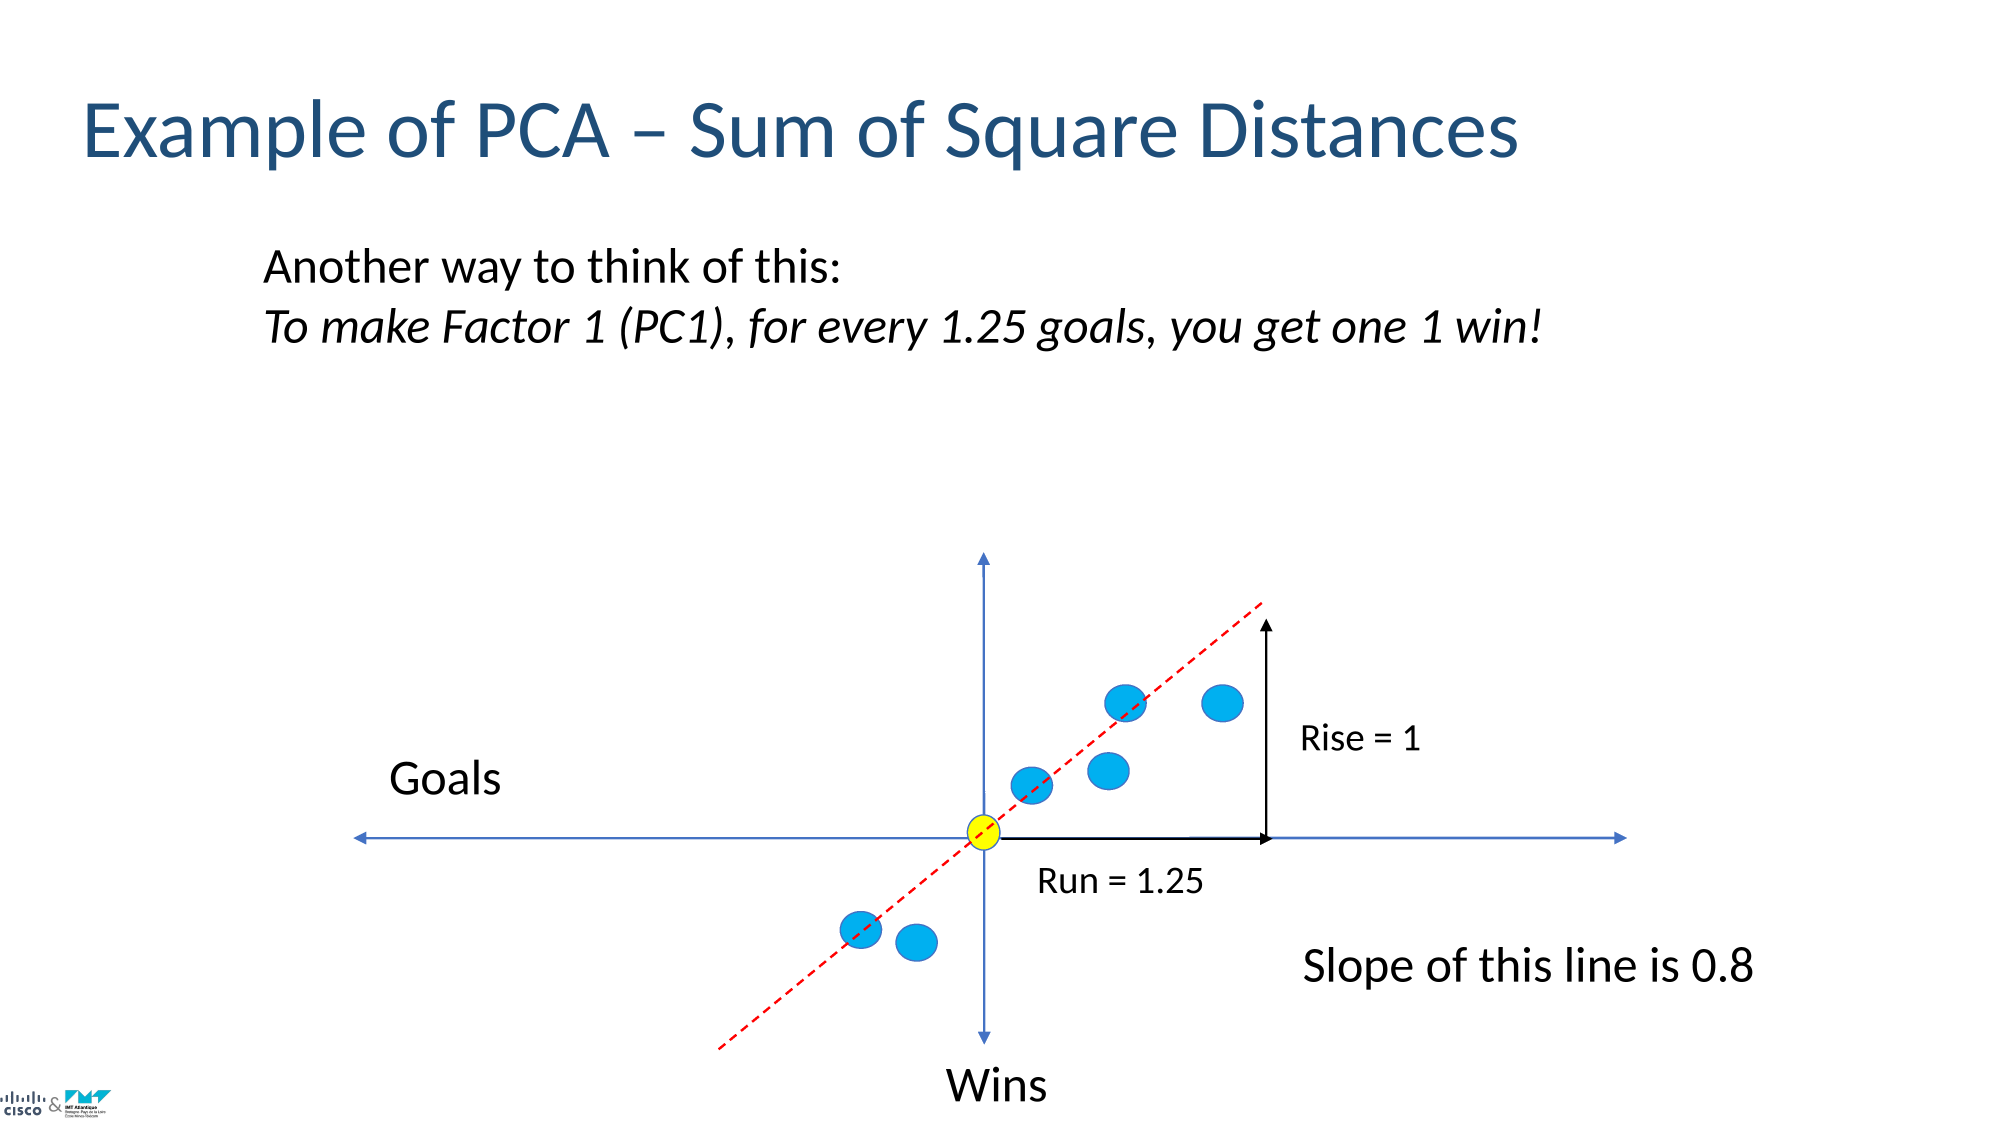 Example of PCA – Sum of Square Distances
Another way to think of this:
To make Factor 1 (PC1), for every 1.25 goals, you get one 1 win!
Rise = 1
Goals
Run = 1.25
Slope of this line is 0.8
Wins
CISCO & IMT Atlantique